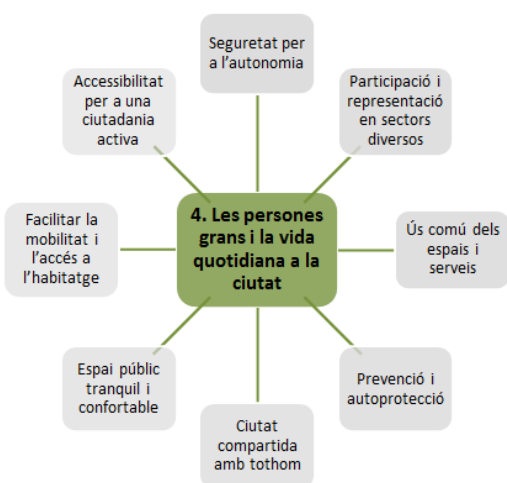 Seguretat per
a l'autonomia
Accessibilitat
per a una
ciutadania
activa
Participació i
representació
en sectors
diversos
4. Les persones
grans i la vida
quotidiana a la
ciutat
Facilitar la
mobilitat i
l'accés a
l'habitatge
Ús comú dels
espais i
serveis
Espai públic
tranquil i
confortable
Prevenció i
autoprotecció
Ciutat
compartida
amb tothom